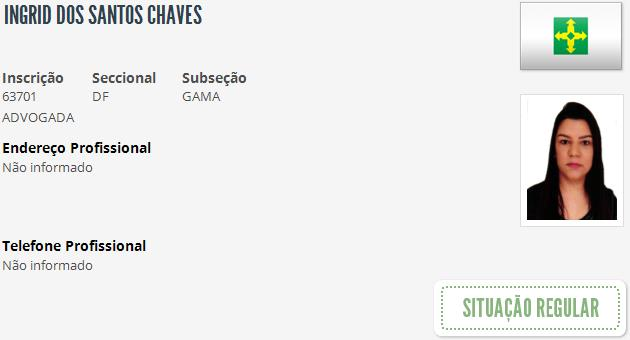 INGRID DOS SANTOS CHAVES
Inscrição Seccional Subseção
63701 DF GAMA
ADVOGADA
Endereço Profissional
Não informado
Telefone Profissional
Não informado
SITUAÇÃO REGULAR